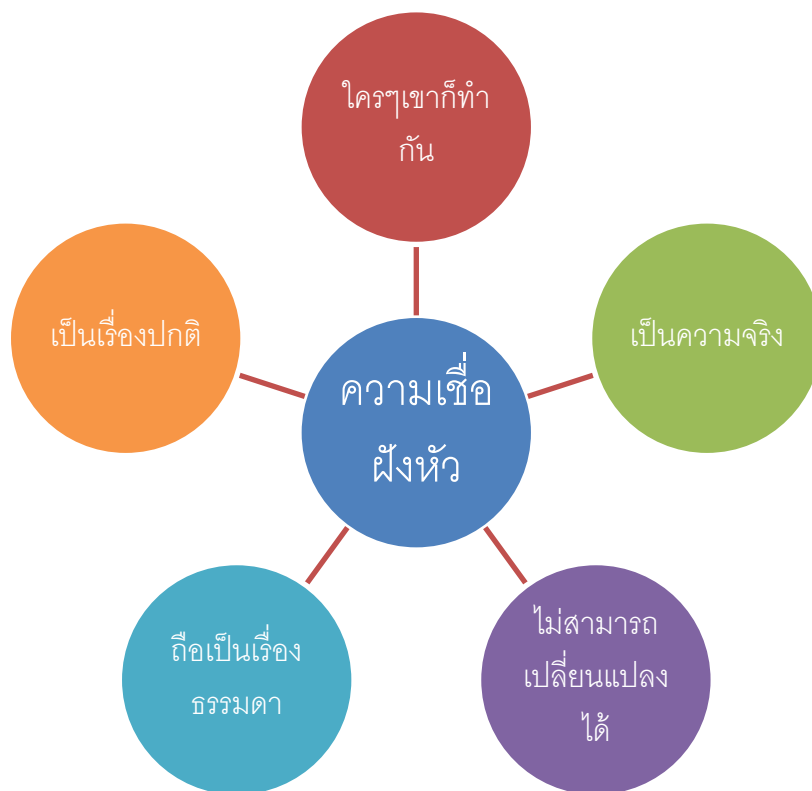 ใครๆเขาก็ทำ
กัน
เป็นเรื่องปกติ
เป็นความจริง
ความเชื่อ
ฝังหัว
ถือเป็นเรื่อง
ธรรมดา
ไม่สามารถ
เปลี่ยนแปลง
ได้